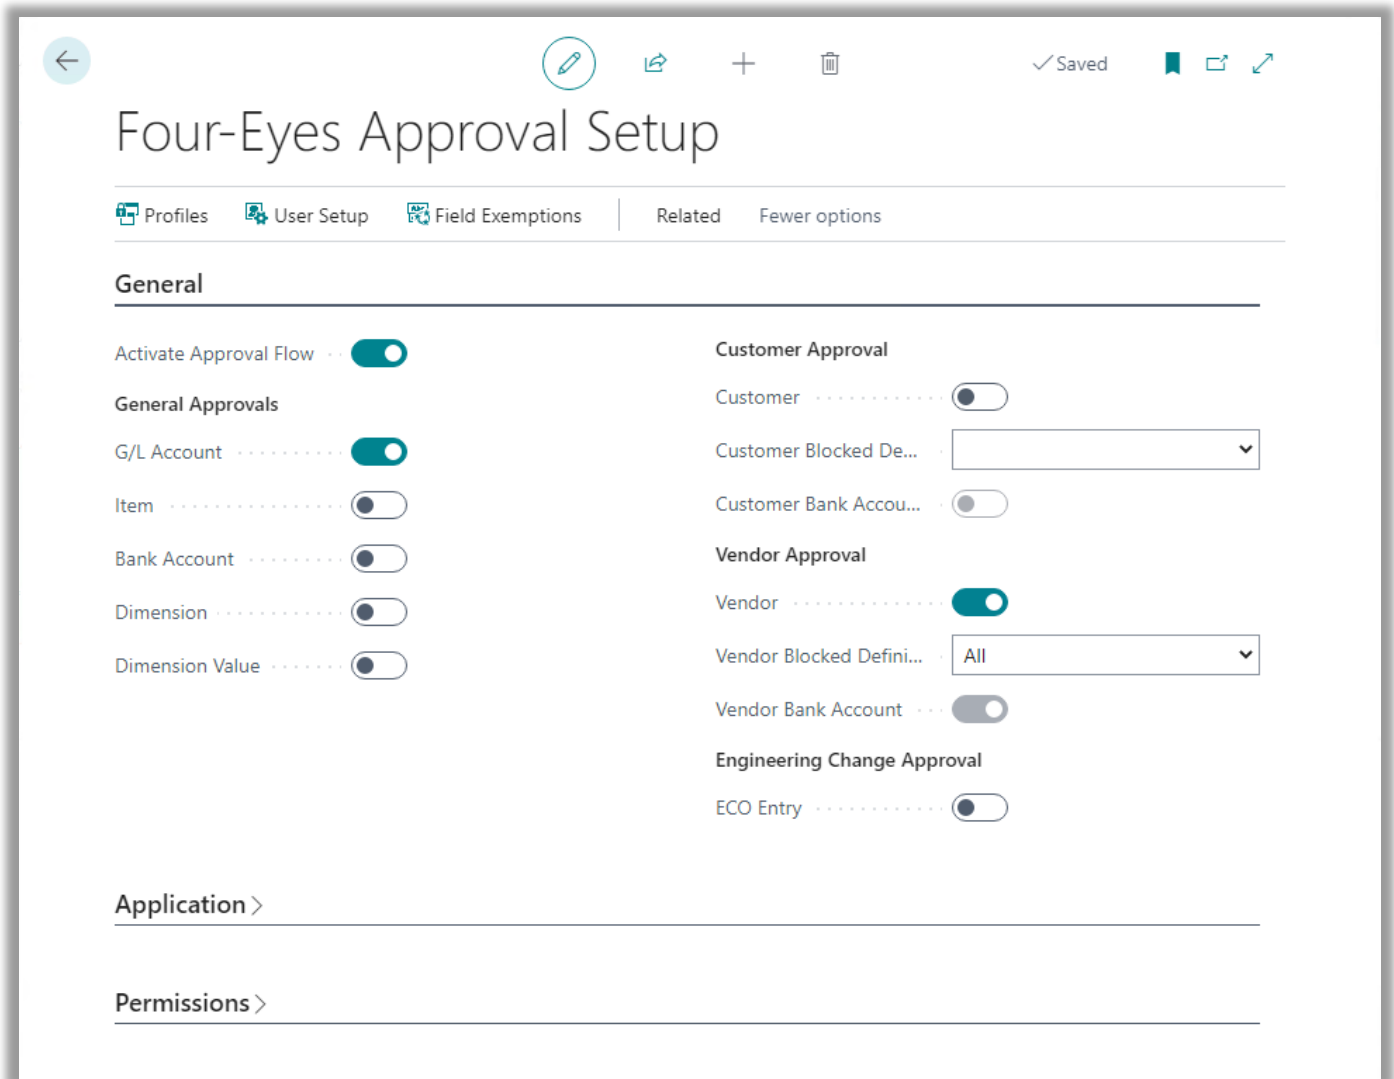 Saved
Four-Eyes Approval Setup
Profiles
User Setup
Field Exemptions
Related
Fewer options
General
Activate Approval Flow
General Approvals
G/L Account
Item
Bank Account
Dimension
Dimension Value
Customer Approval
Customer
Customer Blocked De...
Customer Bank Accou...
Vendor Approval
Vendor
Vendor Blocked Defini...
All
Vendor Bank Account
Engineering Change Approval
ECO Entry
Application
Permissions